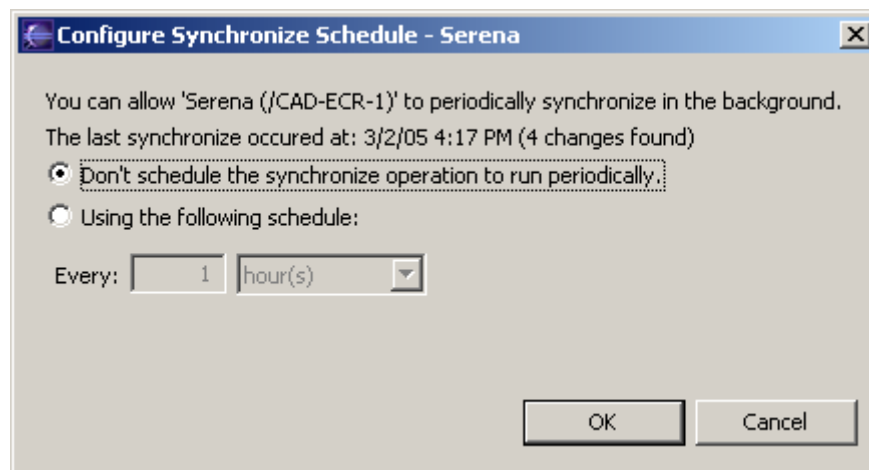 Configure Synchronize Schedule - Serena
You can allow 'Serena (/CAD-ECR-1)' to periodically synchronize in the background.
The last synchronize occured at: 3/2/05 4:17 PM (4 changes found)
Don't schedule the synchronize operation to run periodically.
Using the following schedule:
Every: 1 hour(s)
OK Cancel